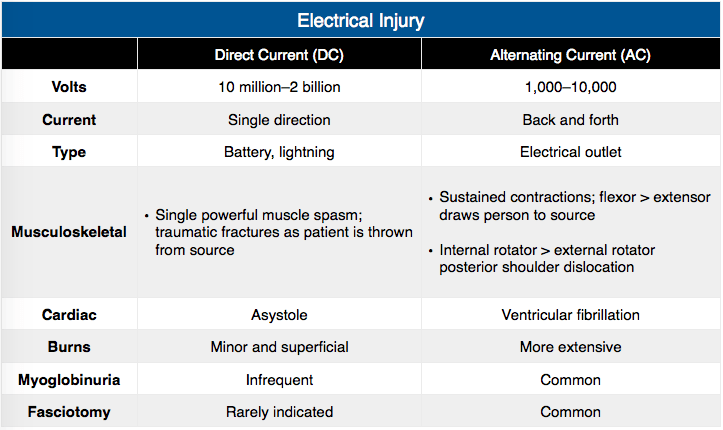 Electrical Injury
Direct Current (DC) Alternating Current (AC)
Volts 10 million–2 billion 1,000–10,000
Current Single direction Back and forth
Type Battery, lightning Electrical outlet
Musculoskeletal
• Single powerful muscle spasm;
traumatic fractures as patient is thrown
from source
• Sustained contractions; flexor > extensor
draws person to source
• Internal rotator > external rotator
posterior shoulder dislocation
Cardiac Asystole Ventricular fibrillation
Burns Minor and superficial More extensive
Myoglobinuria Infrequent Common
Fasciotomy Rarely indicated Common